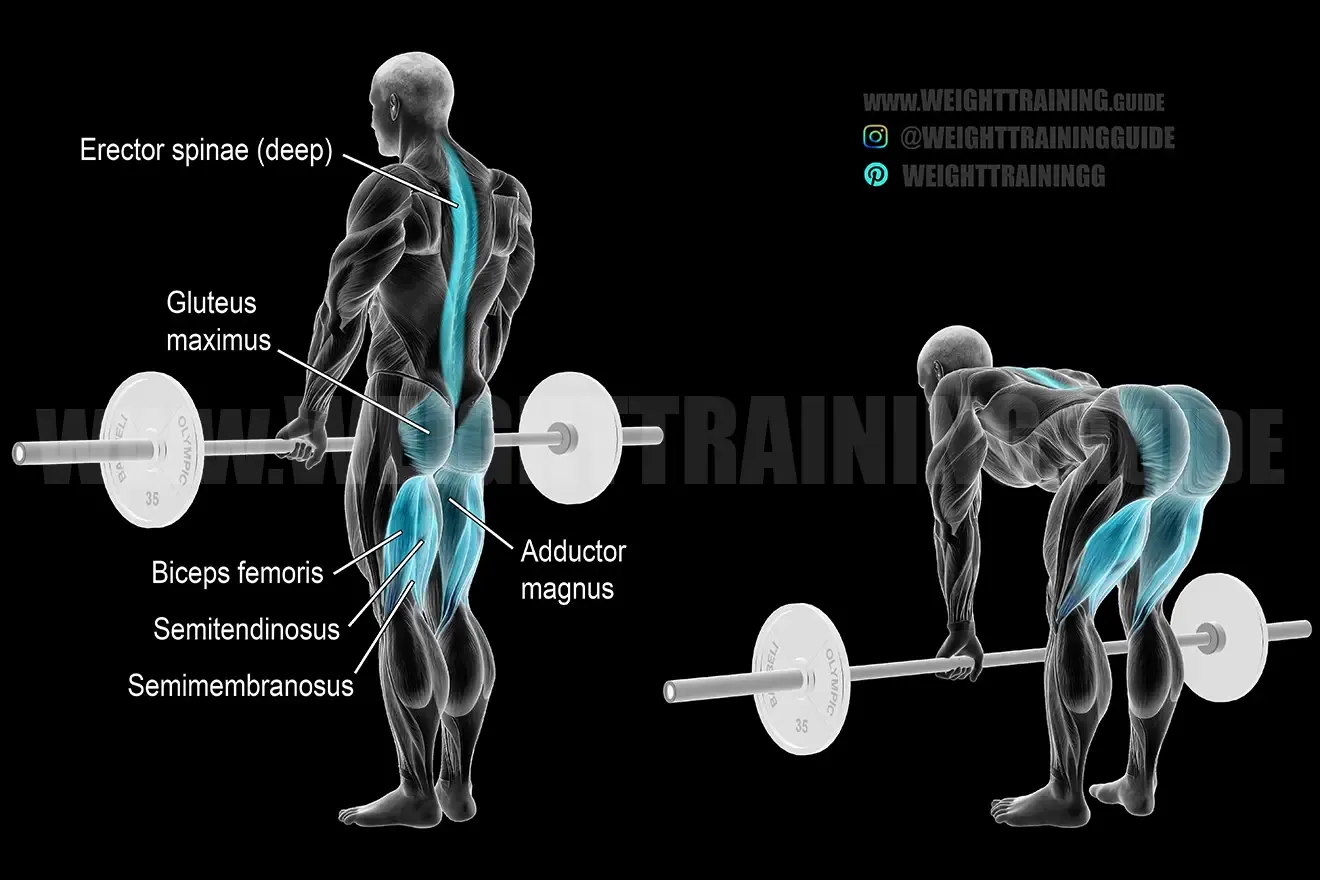 www.WEIGHTTRAINING.GUIDE
@WEIGHTTRAININGGUIDE
WEIGHTTRAININGG
Erector spinae (deep)
Gluteus
maximus
BARBELL
OLYMPIC
35
www.WEIGHTTRAINING.GUIDE
Adductor
magnus
Biceps femoris
Semitendinosus
Semimembranosus
BARBELL
OLYMPIC
35